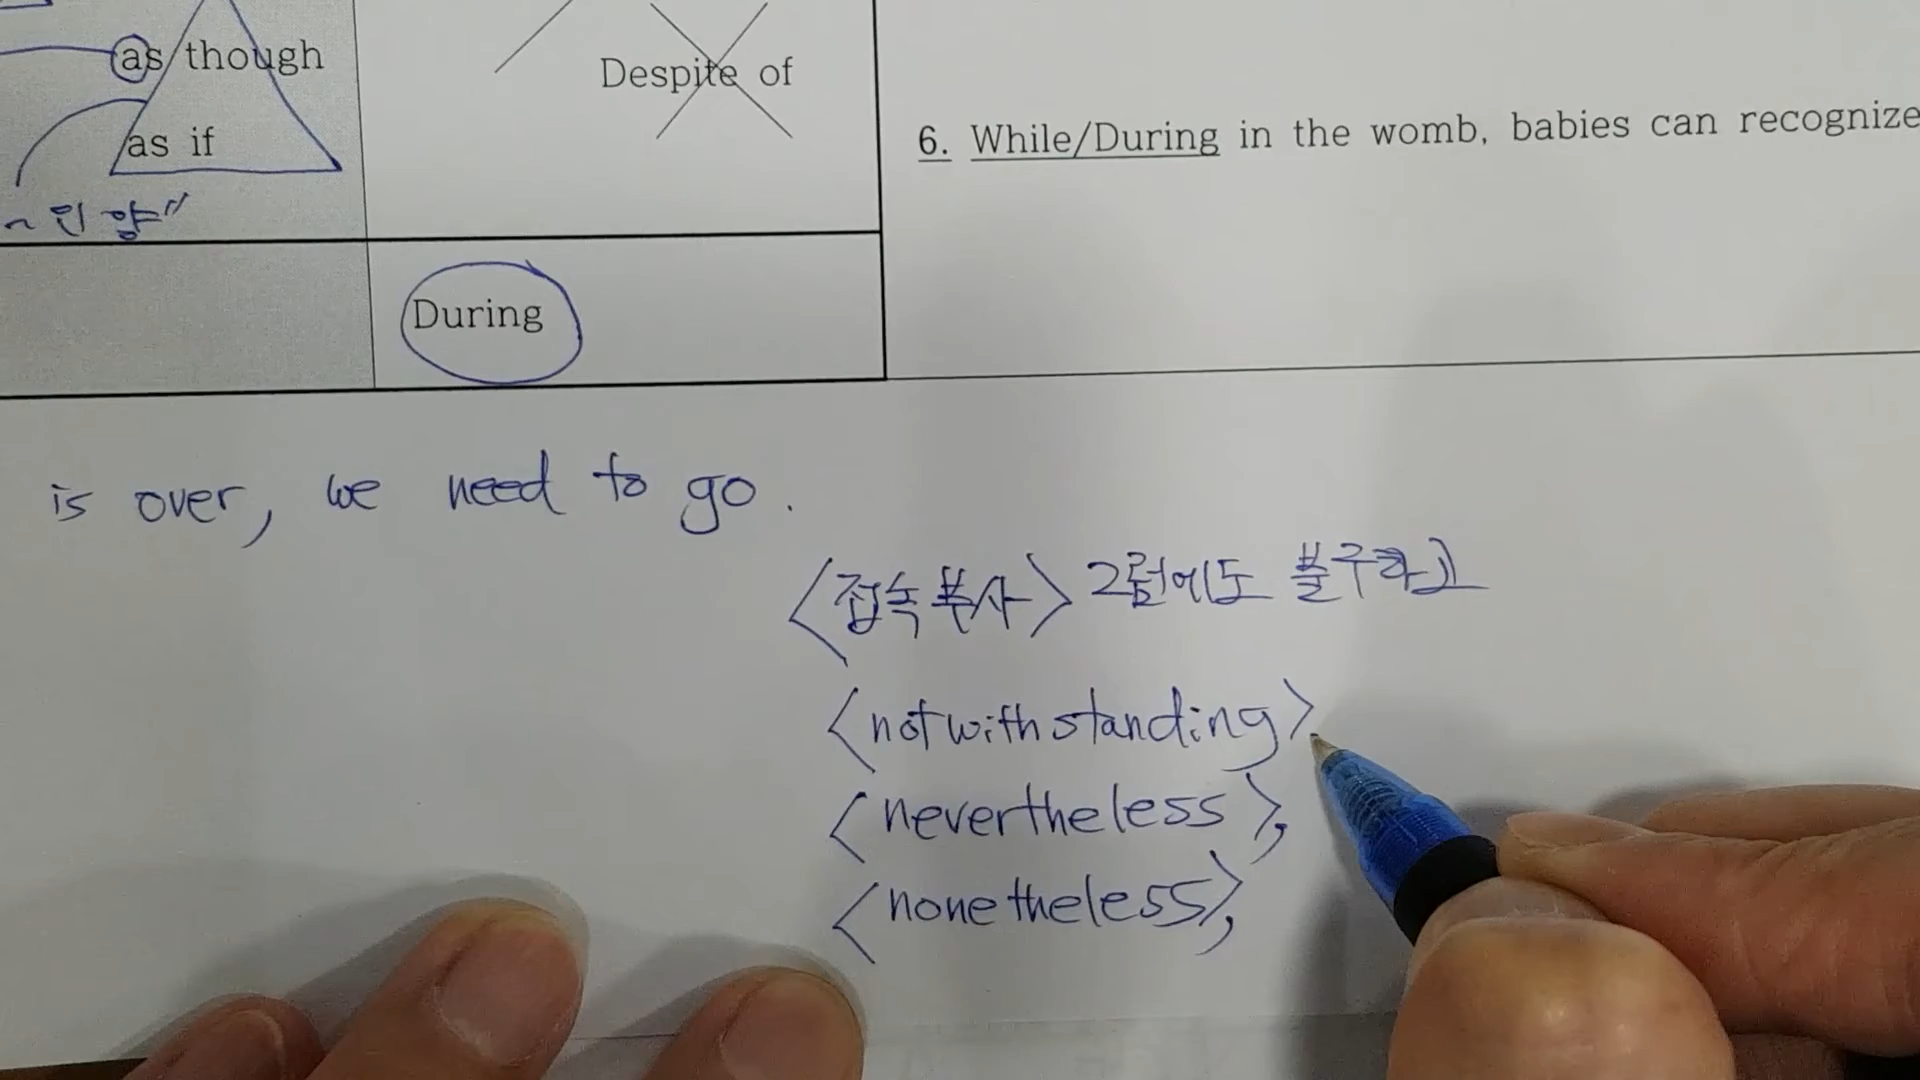 as though
Despite of
as if
6. While/During in the womb, babies can recognize
~인 양"
During
is over, we need to go.
<접속부사> 그럼에도 불구하고
<notwithstanding>,
<nevertheless>,
<nonetheless>,